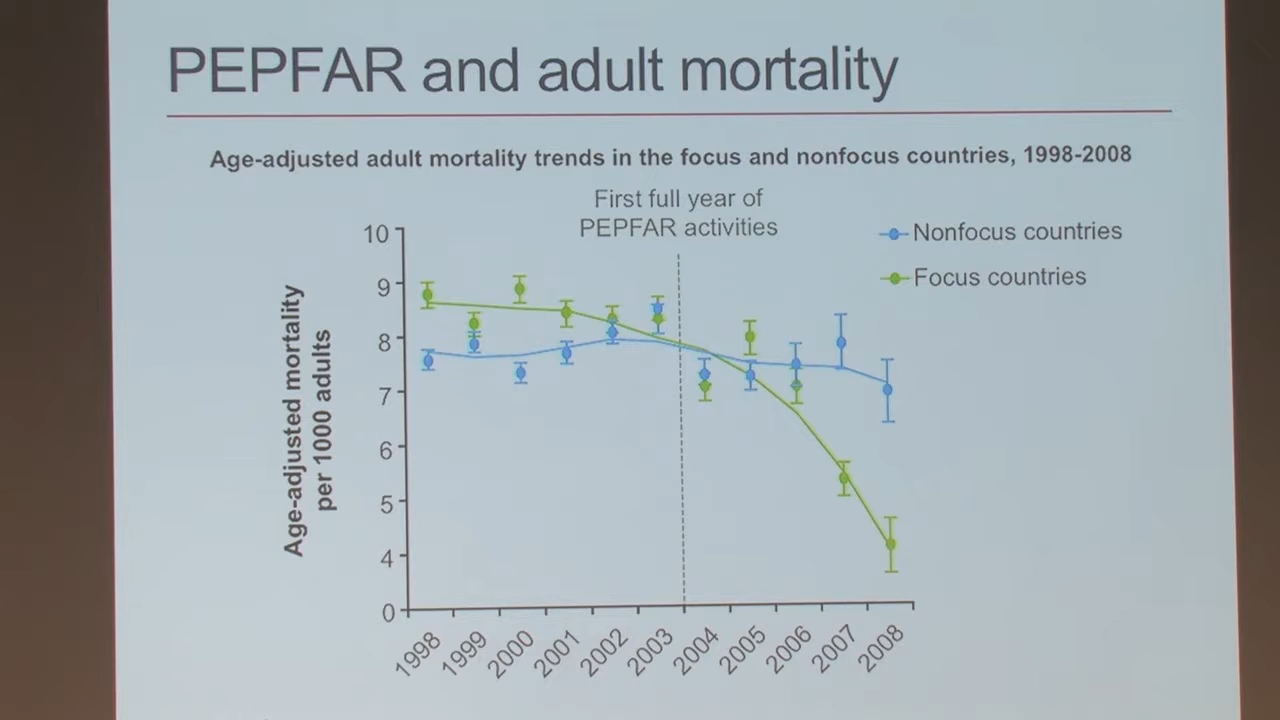 PEPFAR and adult mortality
Age-adjusted adult mortality trends in the focus and nonfocus countries, 1998-2008
First full year of
PEPFAR activities
Nonfocus countries
Focus countries
Age-adjusted mortality
per 1000 adults
10
9
8
7
6
5
4
0
1998
1999
2000
2001
2002
2003
2004
2005
2006
2007
2008